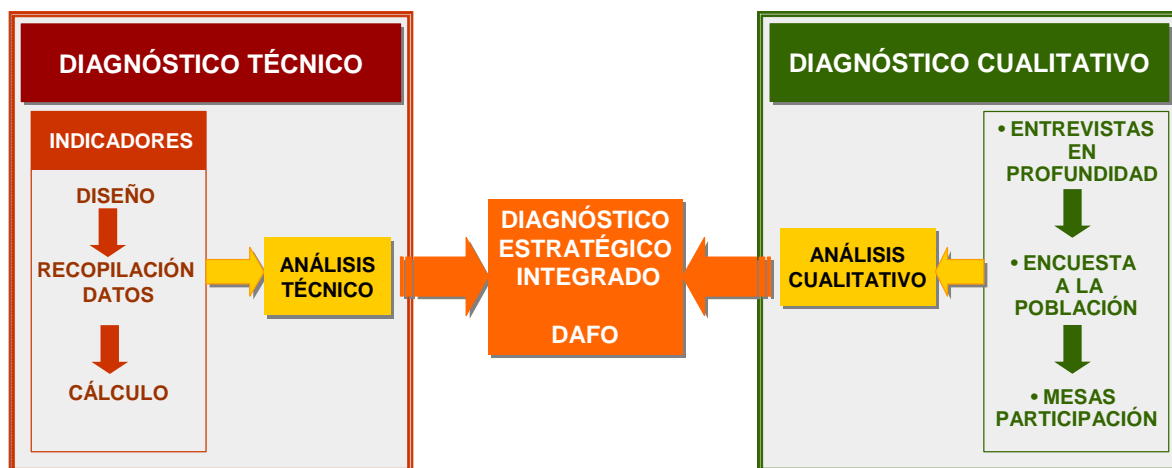 DIAGNÓSTICO TÉCNICO
INDICADORES
DISEÑO
RECOPILACIÓN
DATOS
CÁLCULO
ANÁLISIS
TÉCNICO
DIAGNÓSTICO
ESTRATÉGICO
INTEGRADO
DAFO
DIAGNÓSTICO CUALITATIVO
• ENTREVISTAS
EN
PROFUNDIDAD
• ENCUESTA
A LA
POBLACIÓN
• MESAS
PARTICIPACIÓN
ANÁLISIS
CUALITATIVO